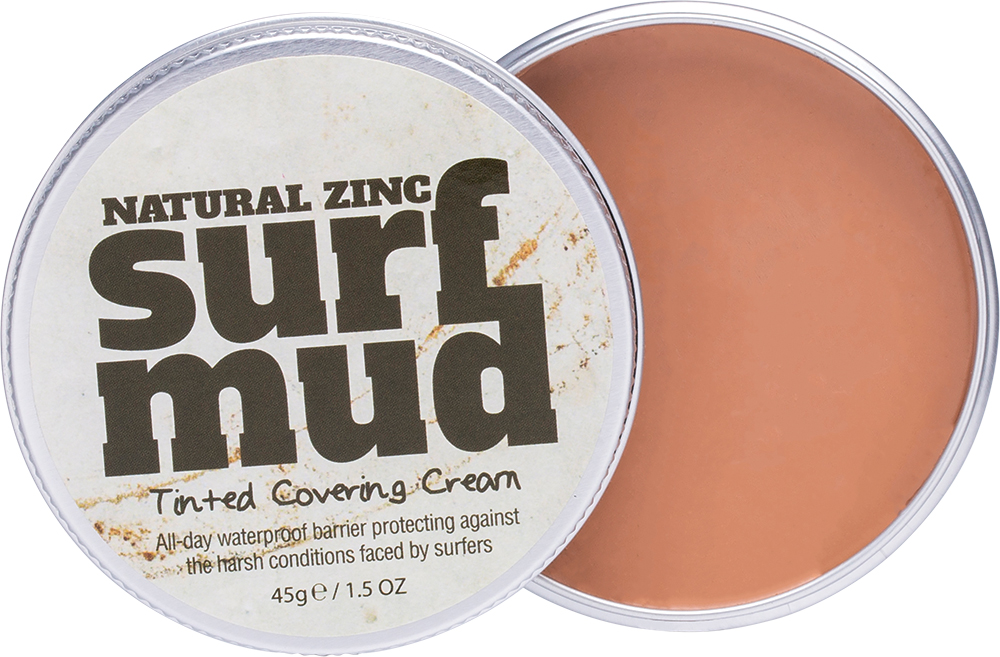 NATURAL ZINC
surf
mud
Tinted Covering Cream
All-day waterproof barrier protecting against
the harsh conditions faced by surfers
45g℮ / 1.5 OZ